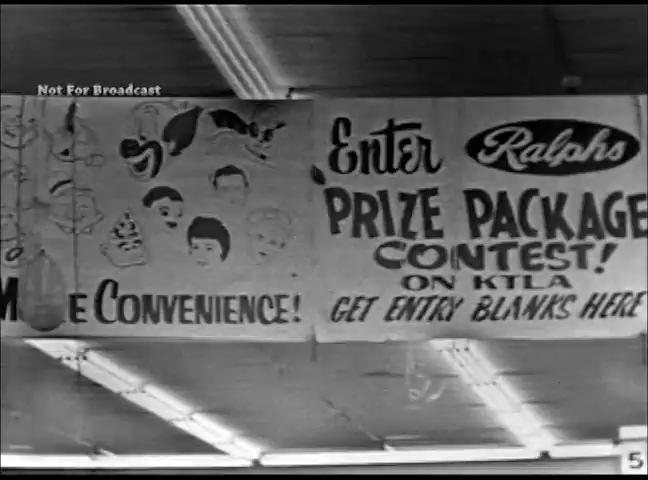 Not For Broadcast
Enter Ralphs
PRIZE PACKAGE
CONTEST!
ON KTLA
GET ENTRY BLANKS HERE
CONVENIENCE!
5